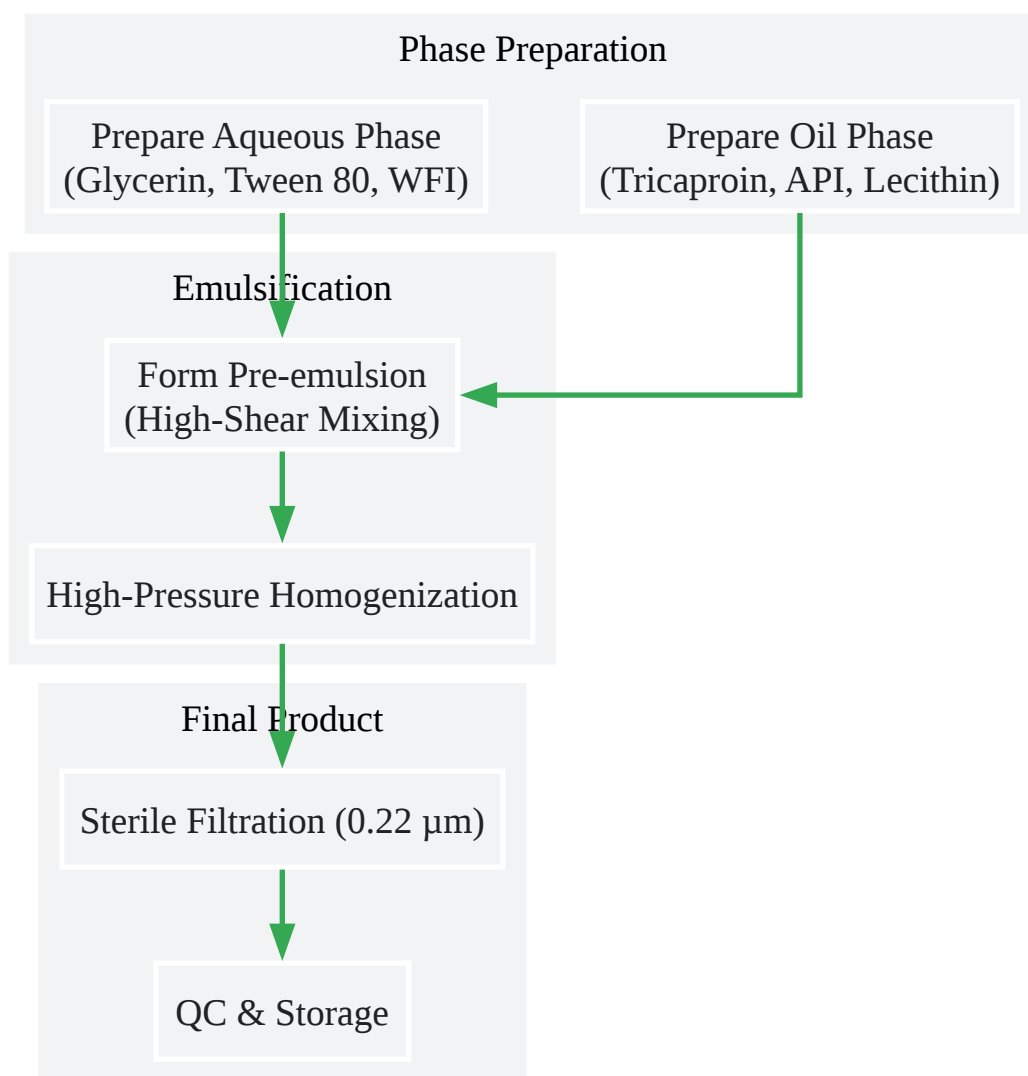 Phase Preparation
Prepare Aqueous Phase
(Glycerin, Tween 80, WFI)
Prepare Oil Phase
(Tricaproin, API, Lecithin)
Emulsification
Form Pre-emulsion
(High-Shear Mixing)
High-Pressure Homogenization
Final Product
Sterile Filtration (0.22 µm)
QC & Storage